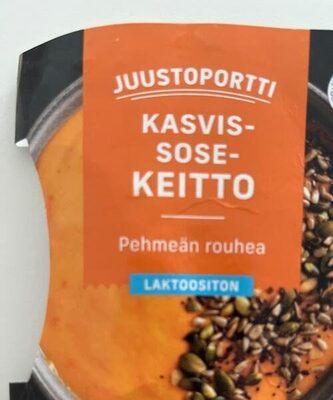 JUUSTOPORTTI
KASVIS-
SOSE-
KEITTO
Pehmeän rouhea
LAKTOOSITON